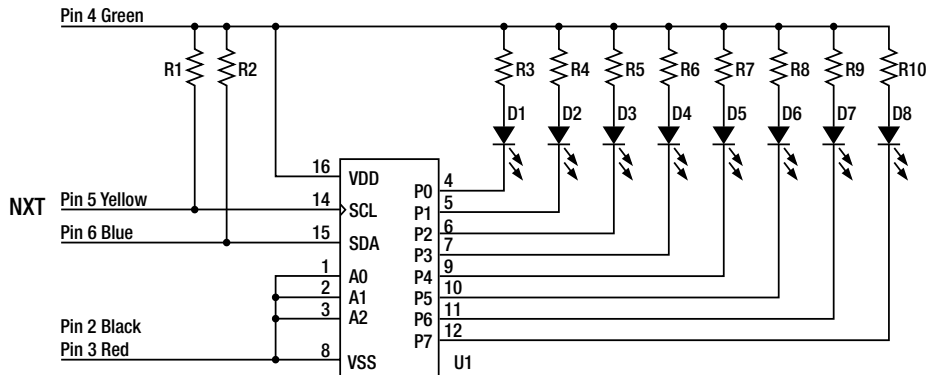 Pin 4 Green
R1 R2 R3 R4 R5 R6 R7 R8 R9 R10
D1 D2 D3 D4 D5 D6 D7 D8
16 VDD
P0 4
NXT
Pin 5 Yellow 14 SCL
P1 5
Pin 6 Blue 15 SDA
P2 6
P3 7
1 A0
P4 9
2 A1
P5 10
3 A2
P6 11
Pin 2 Black
P7 12
Pin 3 Red 8 VSS
U1